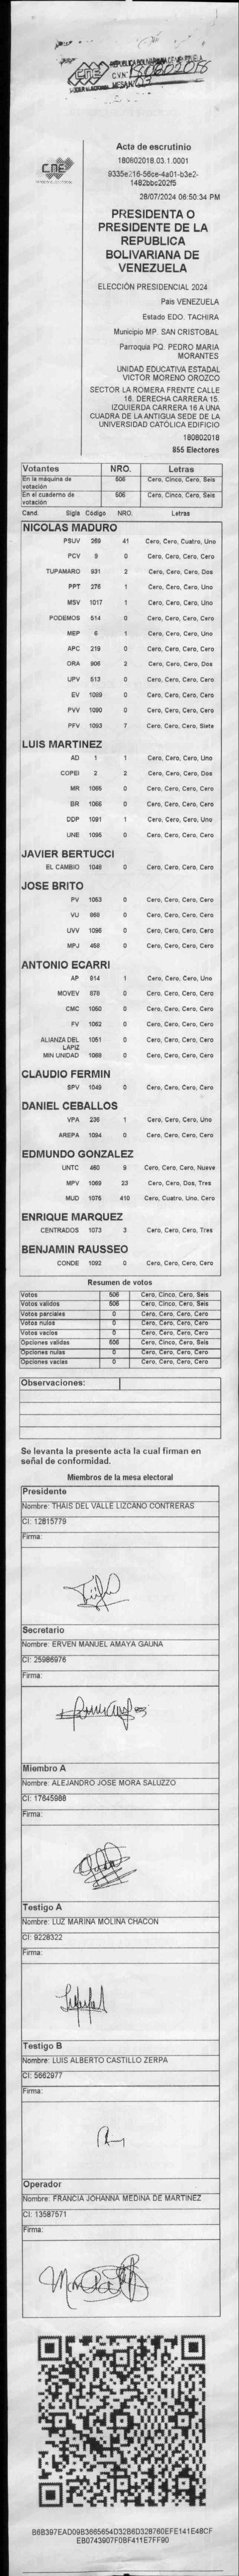 CNE
REPUBLICA BOLIVARIANA DE VENEZUELA
C.V.N° 180802018
PODER ELECTORAL MESA N°
CNE
Acta de escrutinio
180802018.03.1.0001
9335e216-56ce-4a01-b3e2-
1482bbc202f5
28/07/2024 06:50:34 PM
PRESIDENTA O
PRESIDENTE DE LA
REPUBLICA
BOLIVARIANA DE
VENEZUELA
ELECCIÓN PRESIDENCIAL 2024
Pais VENEZUELA
Estado EDO. TACHIRA
Municipio MP. SAN CRISTOBAL
Parroquia PQ. PEDRO MARIA
MORANTES
UNIDAD EDUCATIVA ESTADAL
VICTOR MORENO OROZCO
SECTOR LA ROMERA FRENTE CALLE
16. DERECHA CARRERA 15.
IZQUIERDA CARRERA 16 A UNA
CUADRA DE LA ANTIGUA SEDE DE LA
UNIVERSIDAD CATÓLICA EDIFICIO
180802018
855 Electores
Votantes NRO. Letras
En la máquina de votación 506 Cero, Cinco, Cero, Seis
En el cuaderno de votación 506 Cero, Cinco, Cero, Seis
Cand. Sigla Código NRO. Letras
NICOLAS MADURO
PSUV 269 41 Cero, Cero, Cuatro, Uno
PCV 9 0 Cero, Cero, Cero, Cero
TUPAMARO 931 2 Cero, Cero, Cero, Dos
PPT 276 1 Cero, Cero, Cero, Uno
MSV 1017 1 Cero, Cero, Cero, Uno
PODEMOS 514 0 Cero, Cero, Cero, Cero
MEP 6 1 Cero, Cero, Cero, Uno
APC 219 0 Cero, Cero, Cero, Cero
ORA 906 2 Cero, Cero, Cero, Dos
UPV 513 0 Cero, Cero, Cero, Cero
EV 1099 0 Cero, Cero, Cero, Cero
PVV 1090 0 Cero, Cero, Cero, Cero
PFV 1093 7 Cero, Cero, Cero, Siete
LUIS MARTINEZ
AD 1 1 Cero, Cero, Cero, Uno
COPEI 2 2 Cero, Cero, Cero, Dos
MR 1065 0 Cero, Cero, Cero, Cero
BR 1066 0 Cero, Cero, Cero, Cero
DDP 1091 1 Cero, Cero, Cero, Uno
UNE 1095 0 Cero, Cero, Cero, Cero
JAVIER BERTUCCI
EL CAMBIO 1048 0 Cero, Cero, Cero, Cero
JOSE BRITO
PV 1053 0 Cero, Cero, Cero, Cero
VU 869 0 Cero, Cero, Cero, Cero
UVV 1096 0 Cero, Cero, Cero, Cero
MPJ 468 0 Cero, Cero, Cero, Cero
ANTONIO ECARRI
AP 814 1 Cero, Cero, Cero, Uno
MOVEV 878 0 Cero, Cero, Cero, Cero
CMC 1050 0 Cero, Cero, Cero, Cero
FV 1062 0 Cero, Cero, Cero, Cero
ALIANZA DEL LAPIZ 1051 0 Cero, Cero, Cero, Cero
MIN UNIDAD 1069 0 Cero, Cero, Cero, Cero
CLAUDIO FERMIN
SPV 1049 0 Cero, Cero, Cero, Cero
DANIEL CEBALLOS
VPA 236 1 Cero, Cero, Cero, Uno
AREPA 1094 0 Cero, Cero, Cero, Cero
EDMUNDO GONZALEZ
UNTC 460 9 Cero, Cero, Cero, Nueve
MPV 1069 23 Cero, Cero, Dos, Tres
MUD 1075 410 Cero, Cuatro, Uno, Cero
ENRIQUE MARQUEZ
CENTRADOS 1073 3 Cero, Cero, Cero, Tres
BENJAMIN RAUSSEO
CONDE 1092 0 Cero, Cero, Cero, Cero
Resumen de votos
Votos 506 Cero, Cinco, Cero, Seis
Votos validos 506 Cero, Cinco, Cero, Seis
Votos parciales 0 Cero, Cero, Cero, Cero
Votos nulos 0 Cero, Cero, Cero, Cero
Votos vacios 0 Cero, Cero, Cero, Cero
Opciones validas 506 Cero, Cinco, Cero, Seis
Opciones nulas 0 Cero, Cero, Cero, Cero
Opciones vacias 0 Cero, Cero, Cero, Cero
Observaciones:
Se levanta la presente acta la cual firman en
señal de conformidad.
Miembros de la mesa electoral
Presidente
Nombre: THAIS DEL VALLE LIZCANO CONTRERAS
CI: 12815779
Firma:
Secretario
Nombre: ERVEN MANUEL AMAYA GAUNA
CI: 25986976
Firma:
Miembro A
Nombre: ALEJANDRO JOSE MORA SALUZZO
CI: 17645988
Firma:
Testigo A
Nombre: LUZ MARINA MOLINA CHACON
CI: 9228322
Firma:
Testigo B
Nombre: LUIS ALBERTO CASTILLO ZERPA
CI: 5662977
Firma:
Operador
Nombre: FRANCIA JOHANNA MEDINA DE MARTINEZ
CI: 13587571
Firma:
B6B397EAD09B3665654D32B6D328760EFE141E48CF
EB0743907F0BF411E7FF90